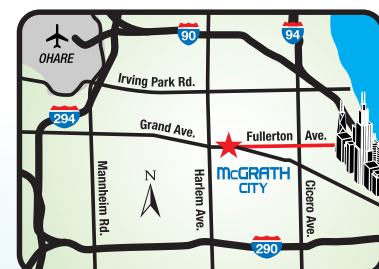 90
94
OHARE
Irving Park Rd.
294
Grand Ave.
Fullerton Ave.
McGRATH
CITY
N
Mannheim Rd.
Harlem Ave.
Cicero Ave.
290